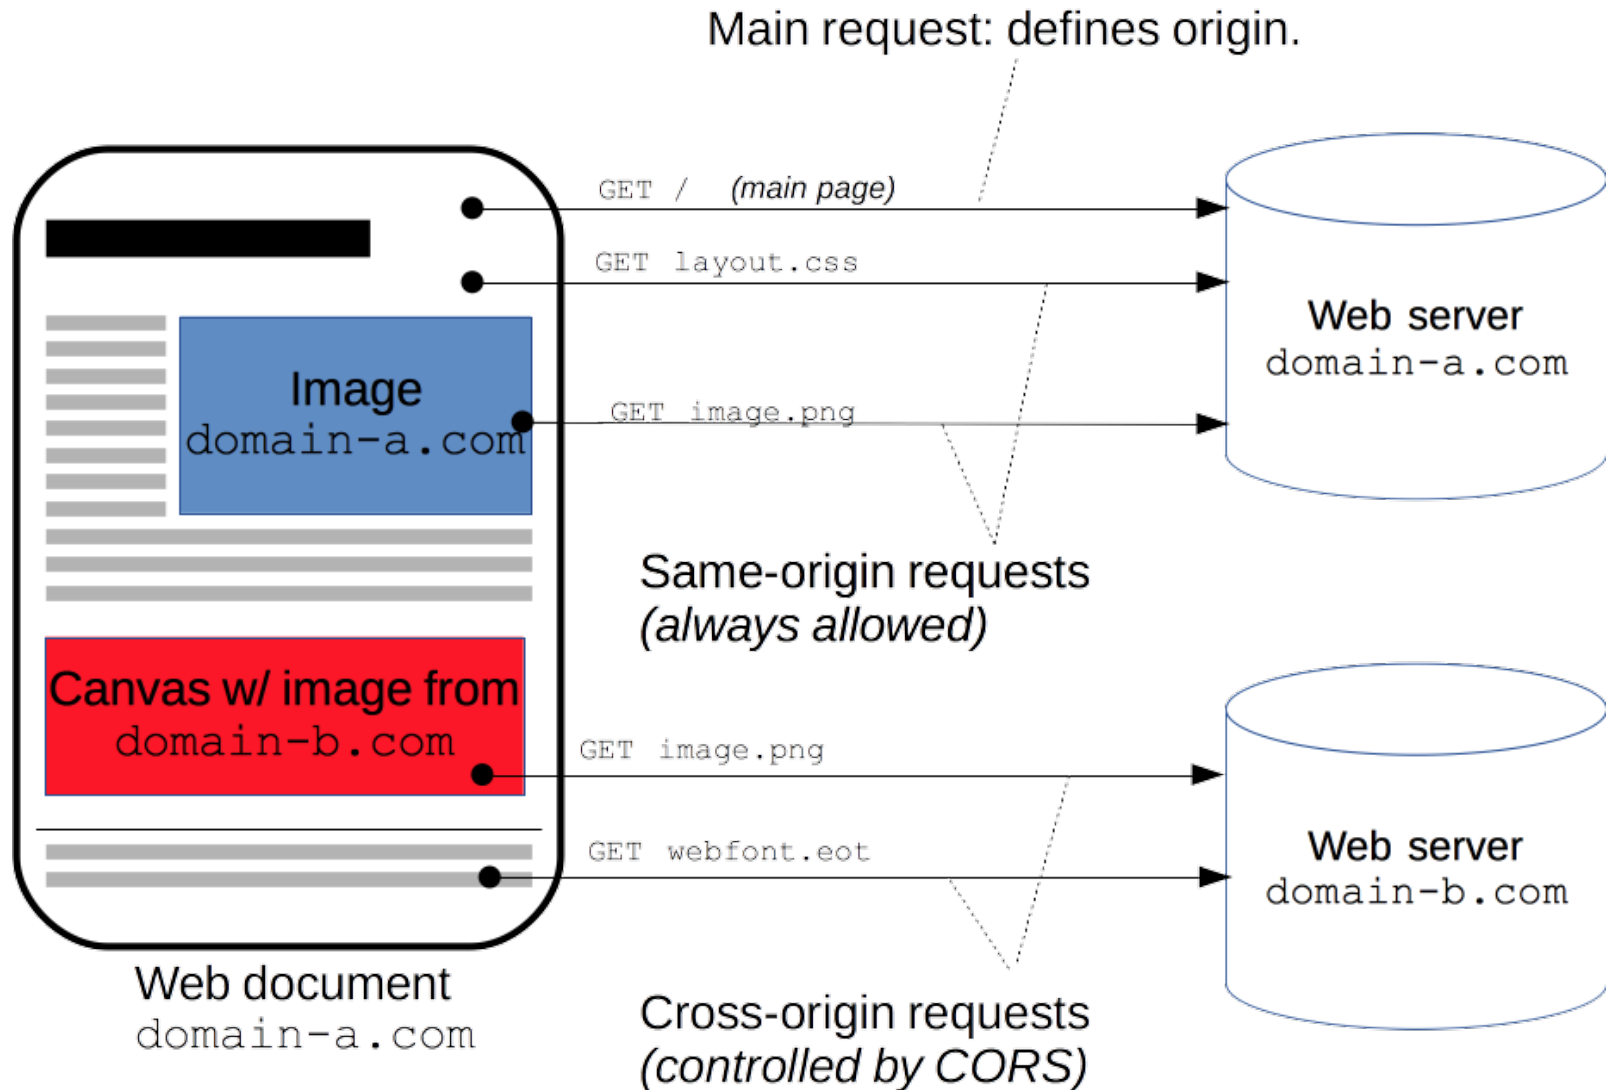 Main request: defines origin.
GET / (main page)
GET layout.css
Web server
domain-a.com
Image
domain-a.com
GET image.png
Same-origin requests
(always allowed)
Canvas w/ image from
domain-b.com
GET image.png
GET webfont.eot
Web server
domain-b.com
Web document
domain-a.com
Cross-origin requests
(controlled by CORS)